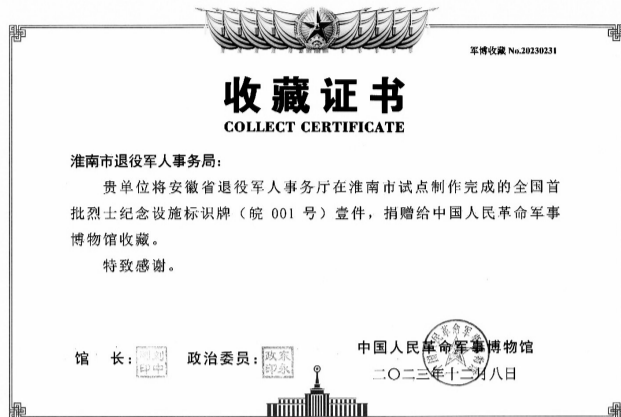 军博收藏 No.20230231
收藏证书
COLLECT CERTIFICATE
淮南市退役军人事务局：
贵单位将安徽省退役军人事务厅在淮南市试点制作完成的全国首
批烈士纪念设施标识牌（皖 001 号）壹件，捐赠给中国人民革命军事
博物馆收藏。
特致感谢。
馆　长：
政治委员：
中国人民革命军事博物馆
二〇二三年十二月八日